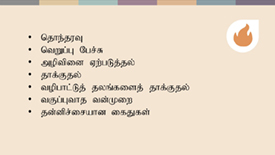 • தொந்தரவு
• வெறுப்பு பேச்சு
• அழிவினை ஏற்படுத்தல்
• தாக்குதல்
• வழிபாட்டுத் தலங்களைத் தாக்குதல்
• வகுப்புவாத வன்முறை
• தன்னிச்சையான கைதுகள்